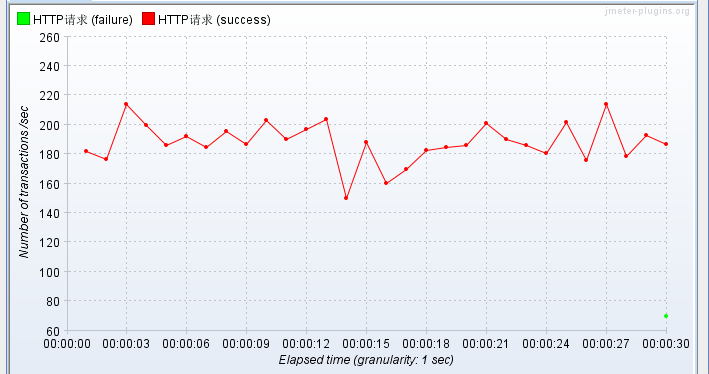 jmeter-plugins.org
HTTP请求 (failure) HTTP请求 (success)
260
240
220
200
180
160
140
120
100
80
60
Number of transactions /sec
00:00:00 00:00:03 00:00:06 00:00:09 00:00:12 00:00:15 00:00:18 00:00:21 00:00:24 00:00:27 00:00:30
Elapsed time (granularity: 1 sec)